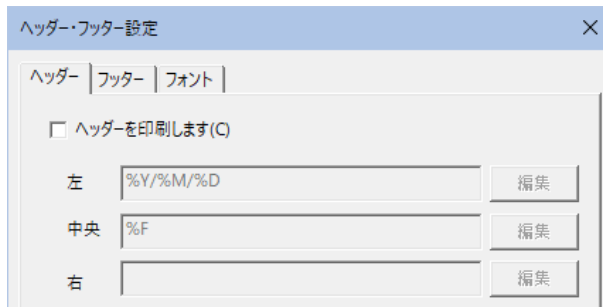 ヘッダー・フッター設定
ヘッダー フッター フォント
ヘッダーを印刷します(C)
左 %Y/%M/%D 編集
中央 %F 編集
右 編集